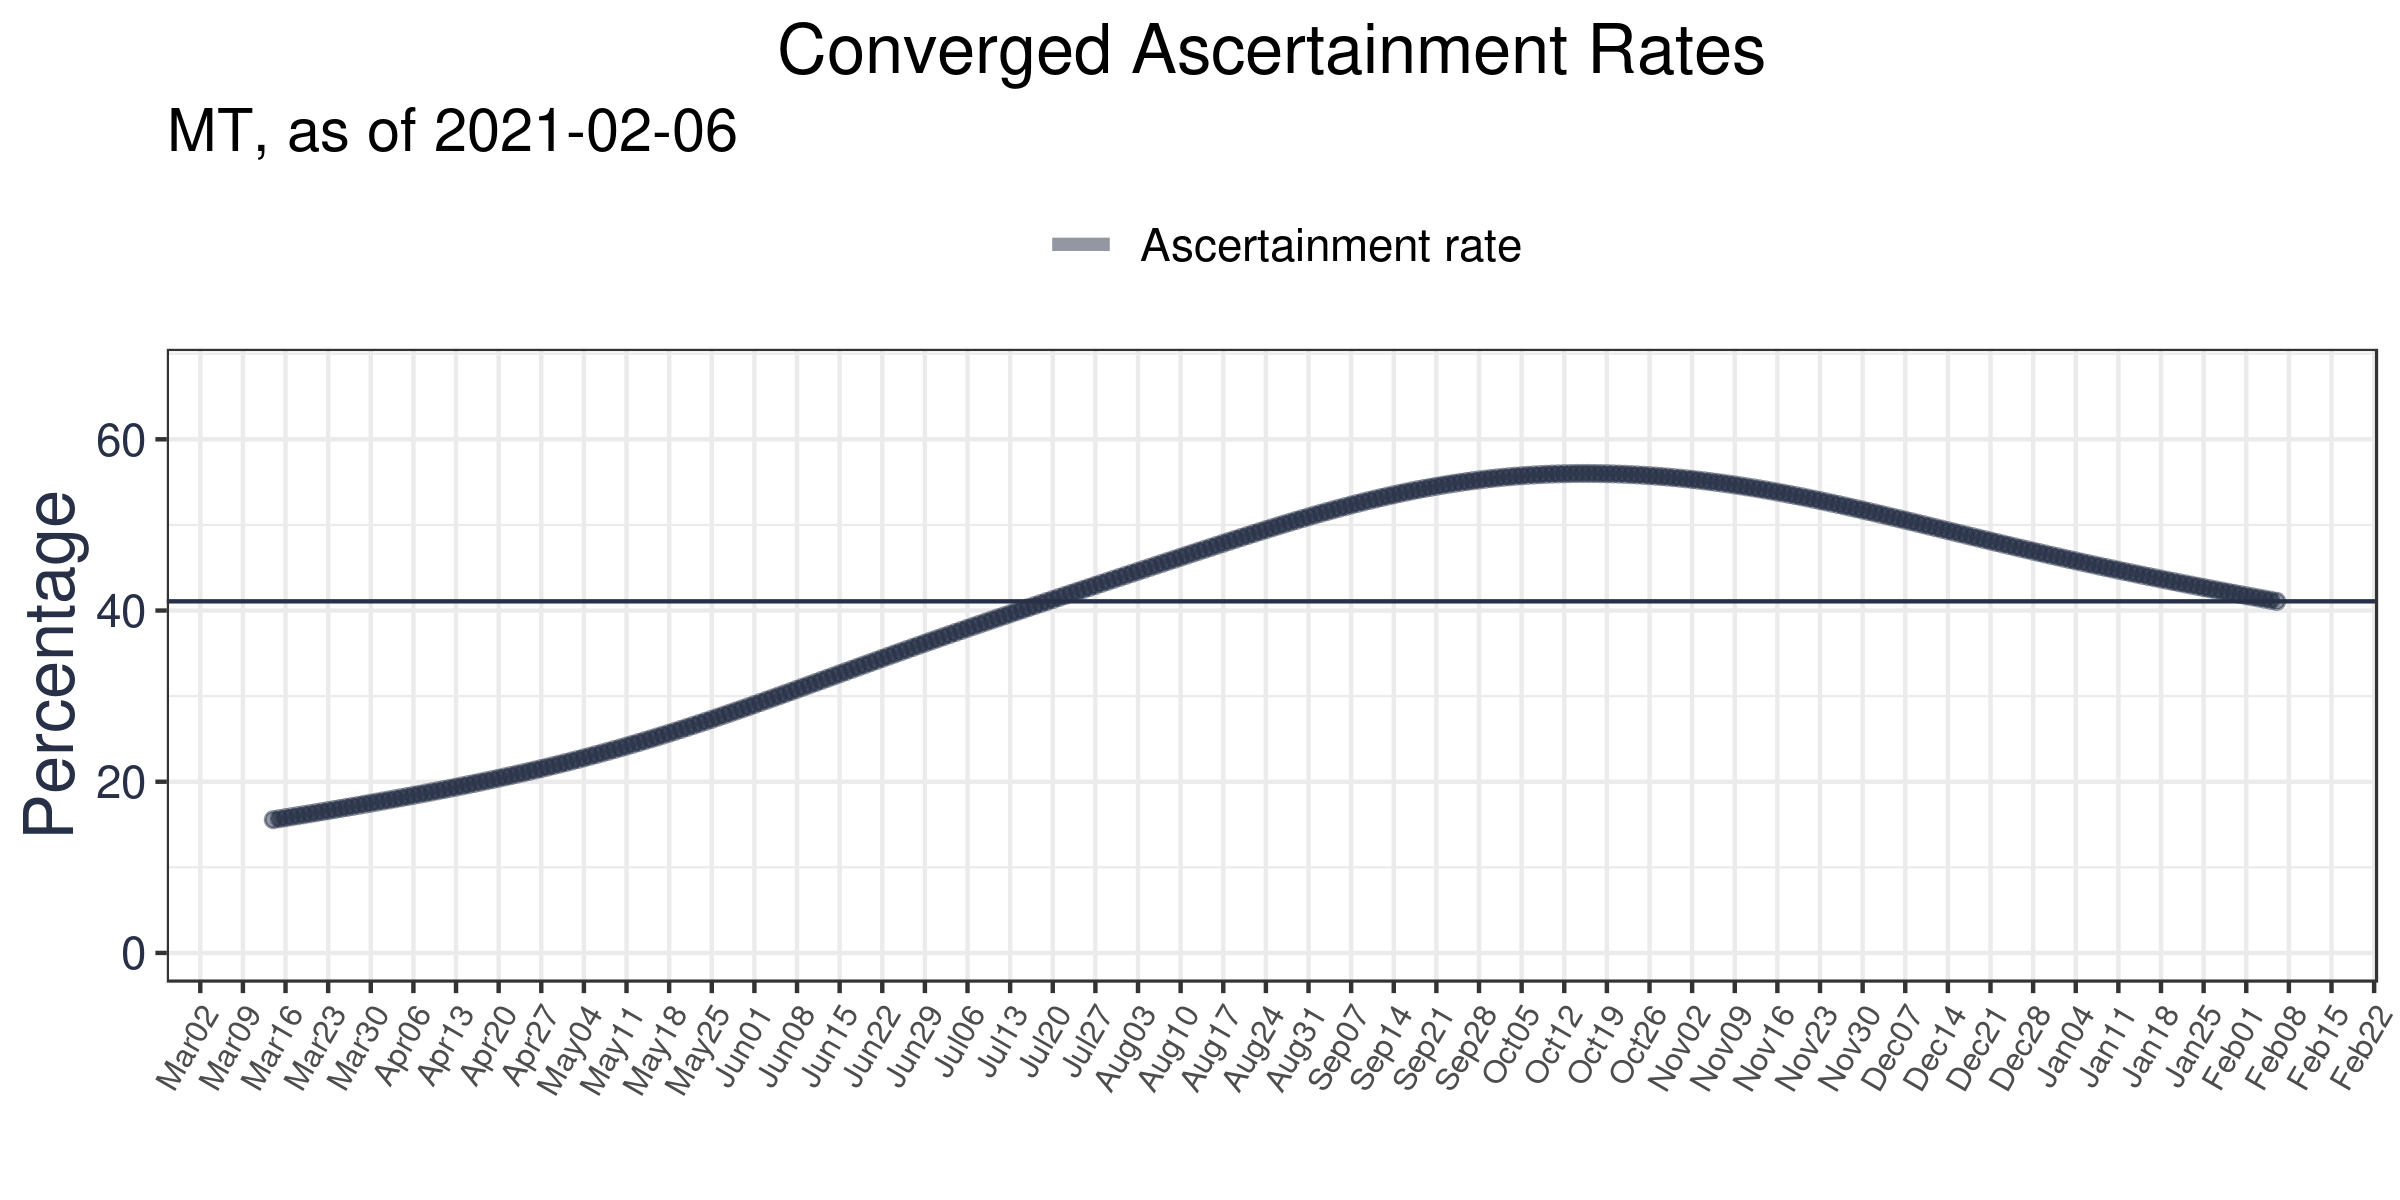 Converged Ascertainment Rates
MT, as of 2021-02-06
Ascertainment rate
Percentage
60
40
20
0
Mar02 Mar09 Mar16 Mar23 Mar30 Apr06 Apr13 Apr20 Apr27 May04 May11 May18 May25 Jun01 Jun08 Jun15 Jun22 Jun29 Jul06 Jul13 Jul20 Jul27 Aug03 Aug10 Aug17 Aug24 Aug31 Sep07 Sep14 Sep21 Sep28 Oct05 Oct12 Oct19 Oct26 Nov02 Nov09 Nov16 Nov23 Nov30 Dec07 Dec14 Dec21 Dec28 Jan04 Jan11 Jan18 Jan25 Feb01 Feb08 Feb15 Feb22